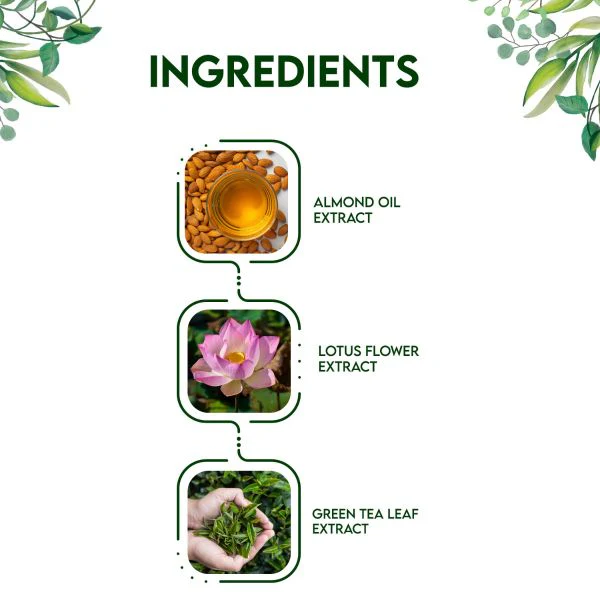 INGREDIENTS
ALMOND OIL
EXTRACT
LOTUS FLOWER
EXTRACT
GREEN TEA LEAF
EXTRACT